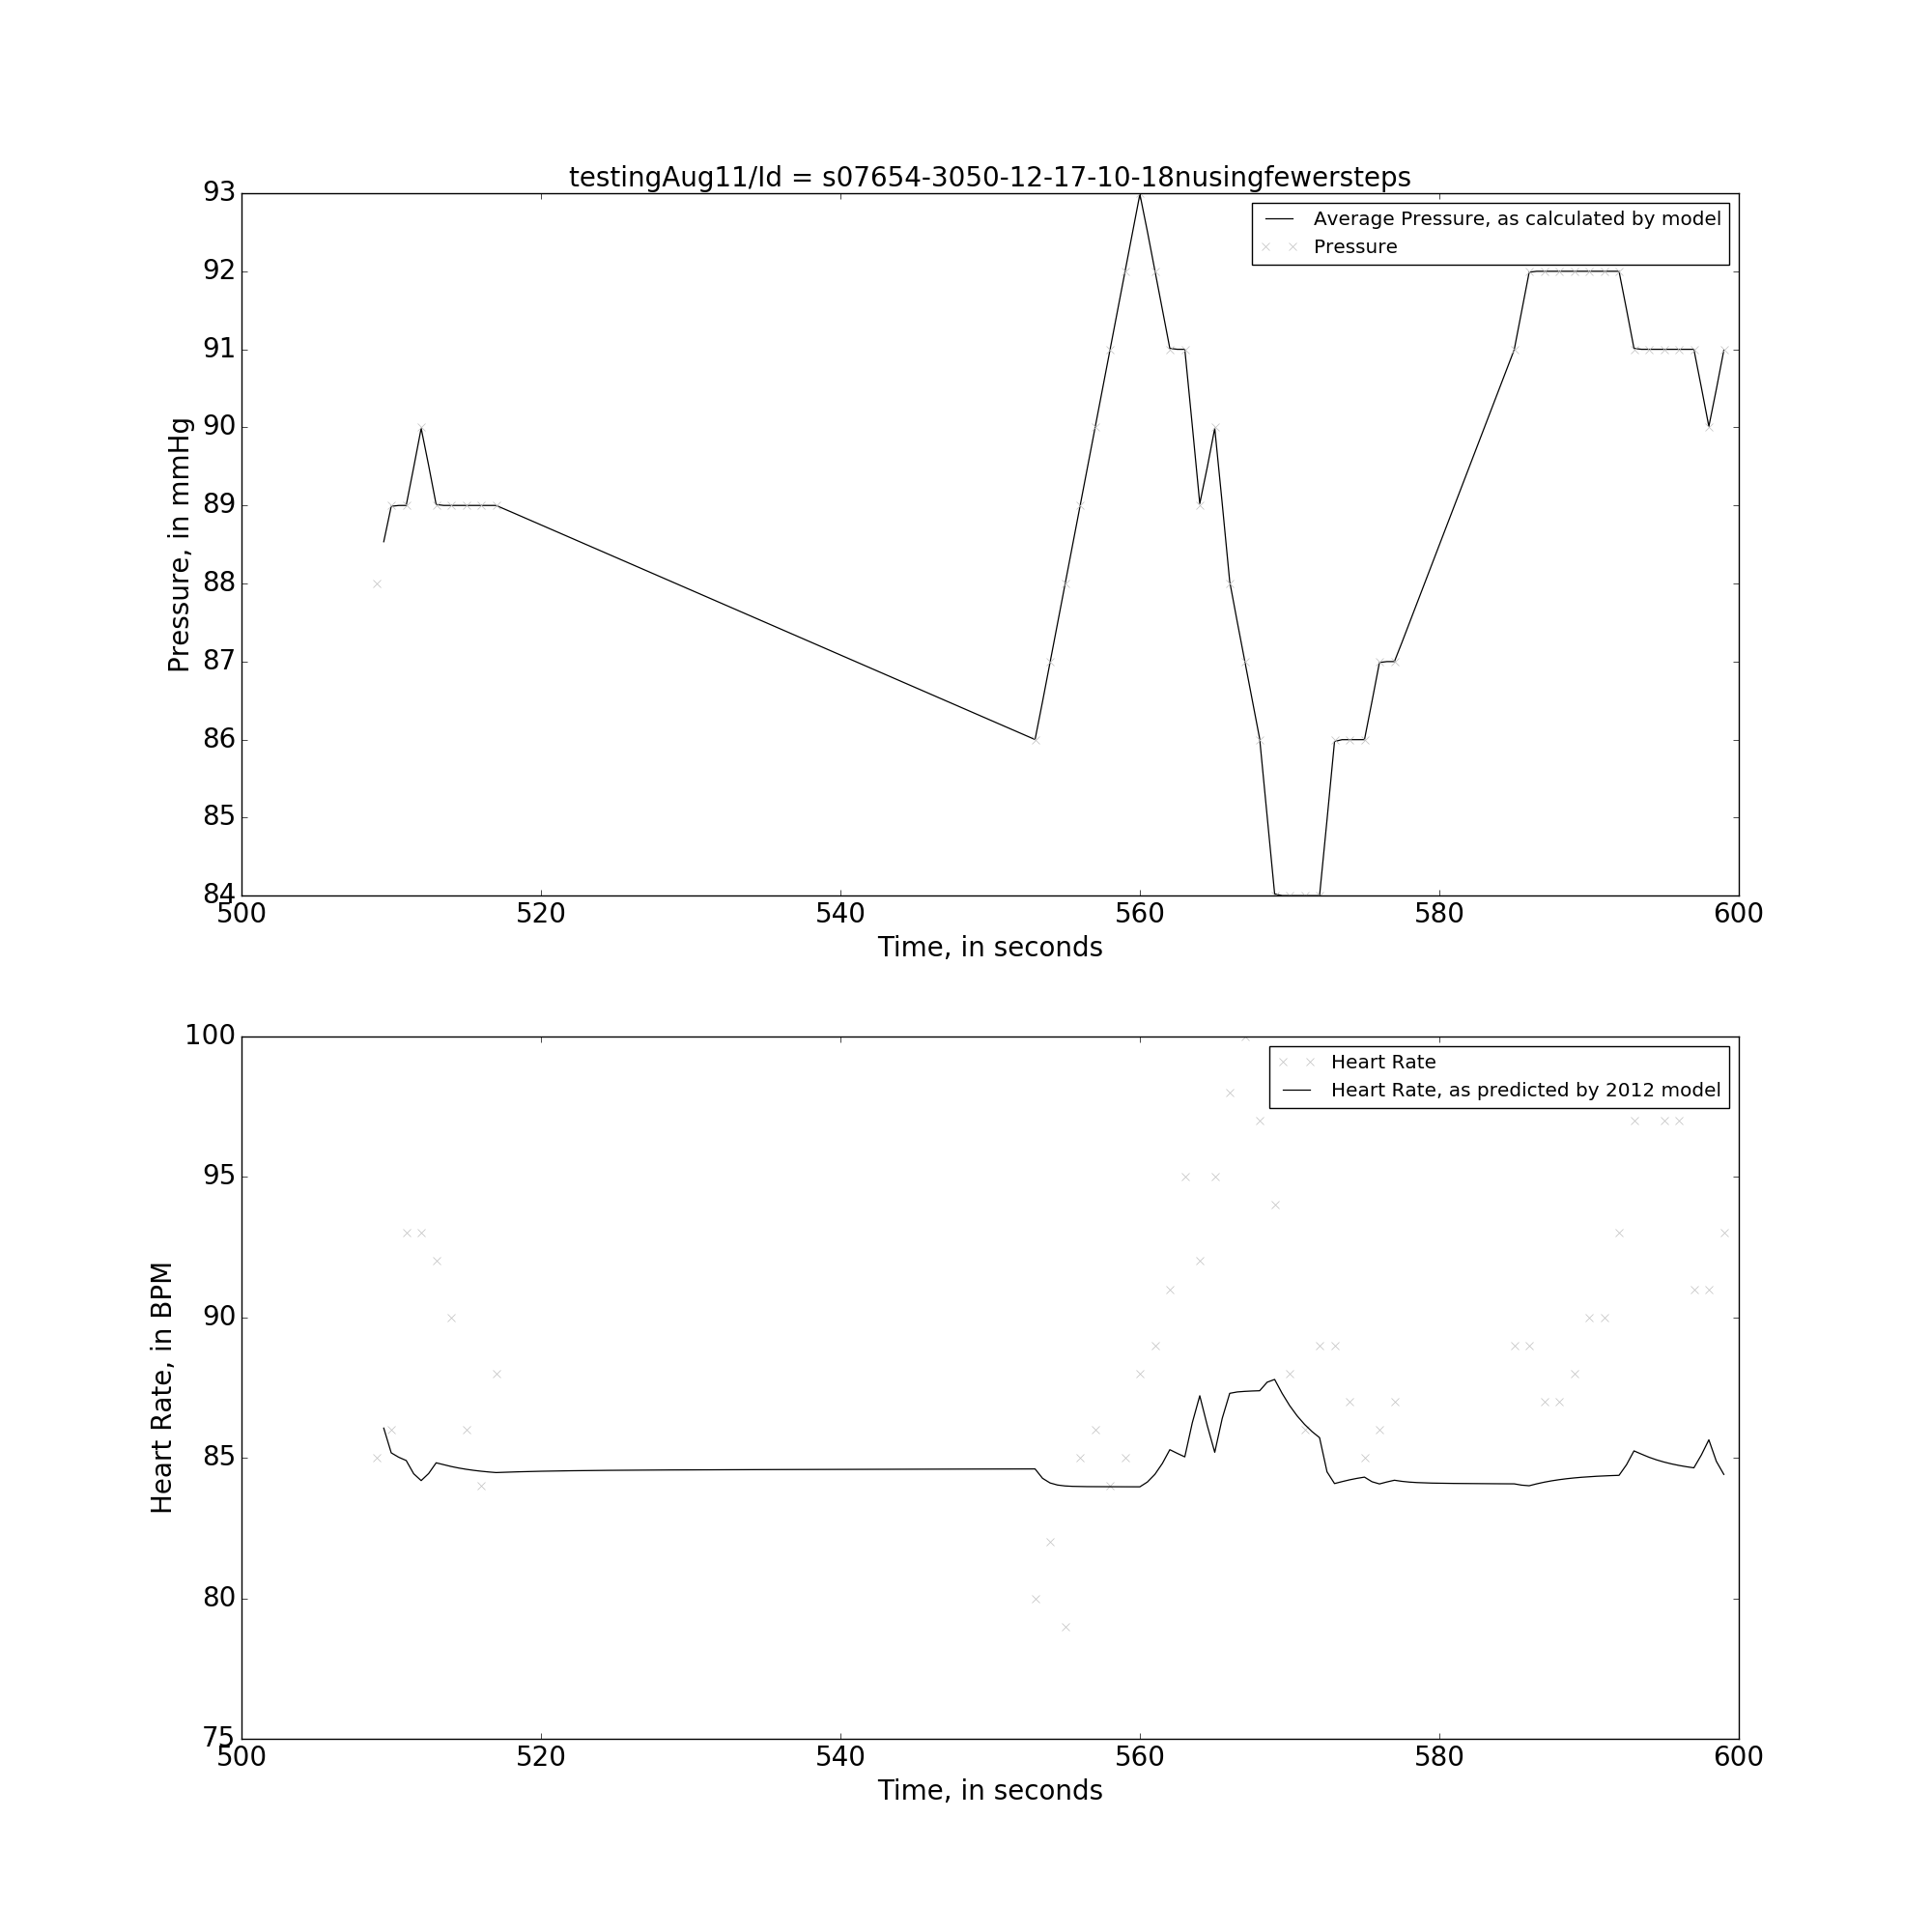 testingAug11/Id = s07654-3050-12-17-10-18nusingfewersteps
93
92
91
90
89
88
87
86
85
84
Pressure, in mmHg
Average Pressure, as calculated by model
Pressure
500 520 540 560 580 600
Time, in seconds
100
95
90
85
80
75
Heart Rate, in BPM
Heart Rate
Heart Rate, as predicted by 2012 model
500 520 540 560 580 600
Time, in seconds